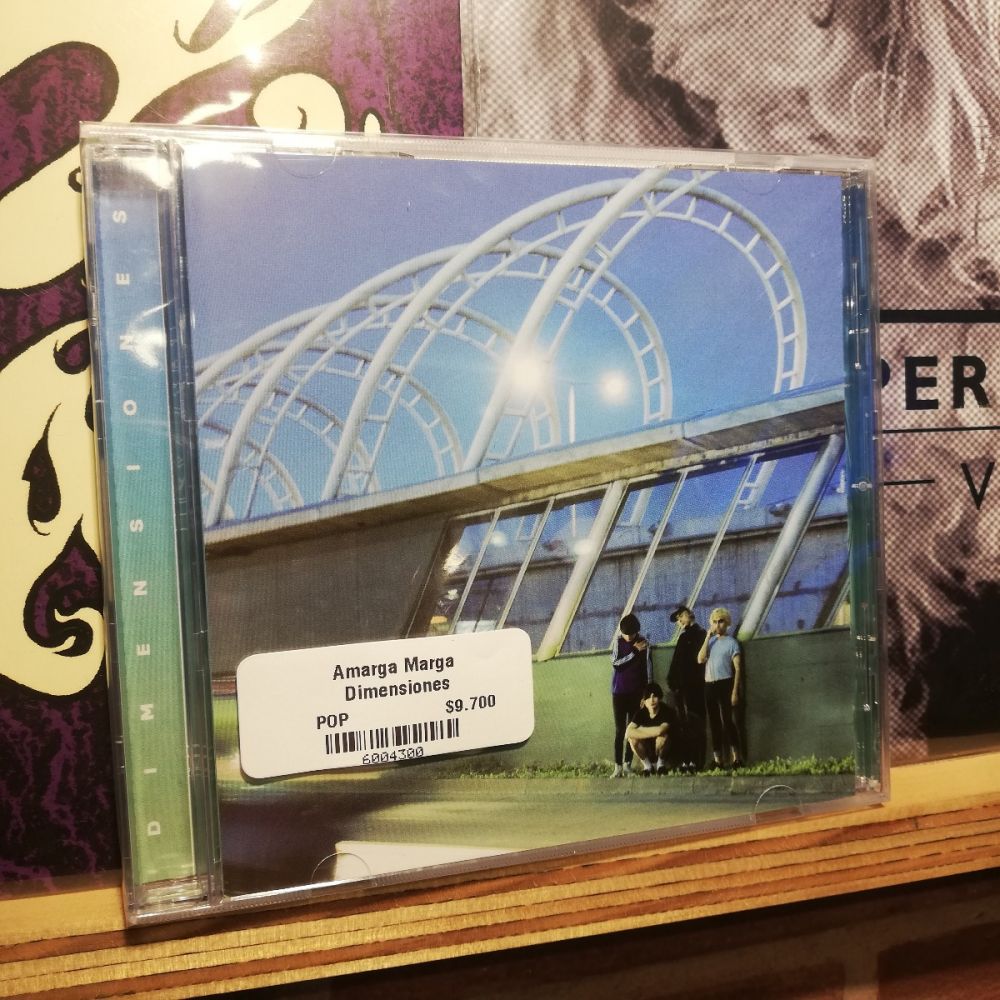 DIMENSIONES
Amarga Marga
Dimensiones
POP $9.700
6004300
PER
V